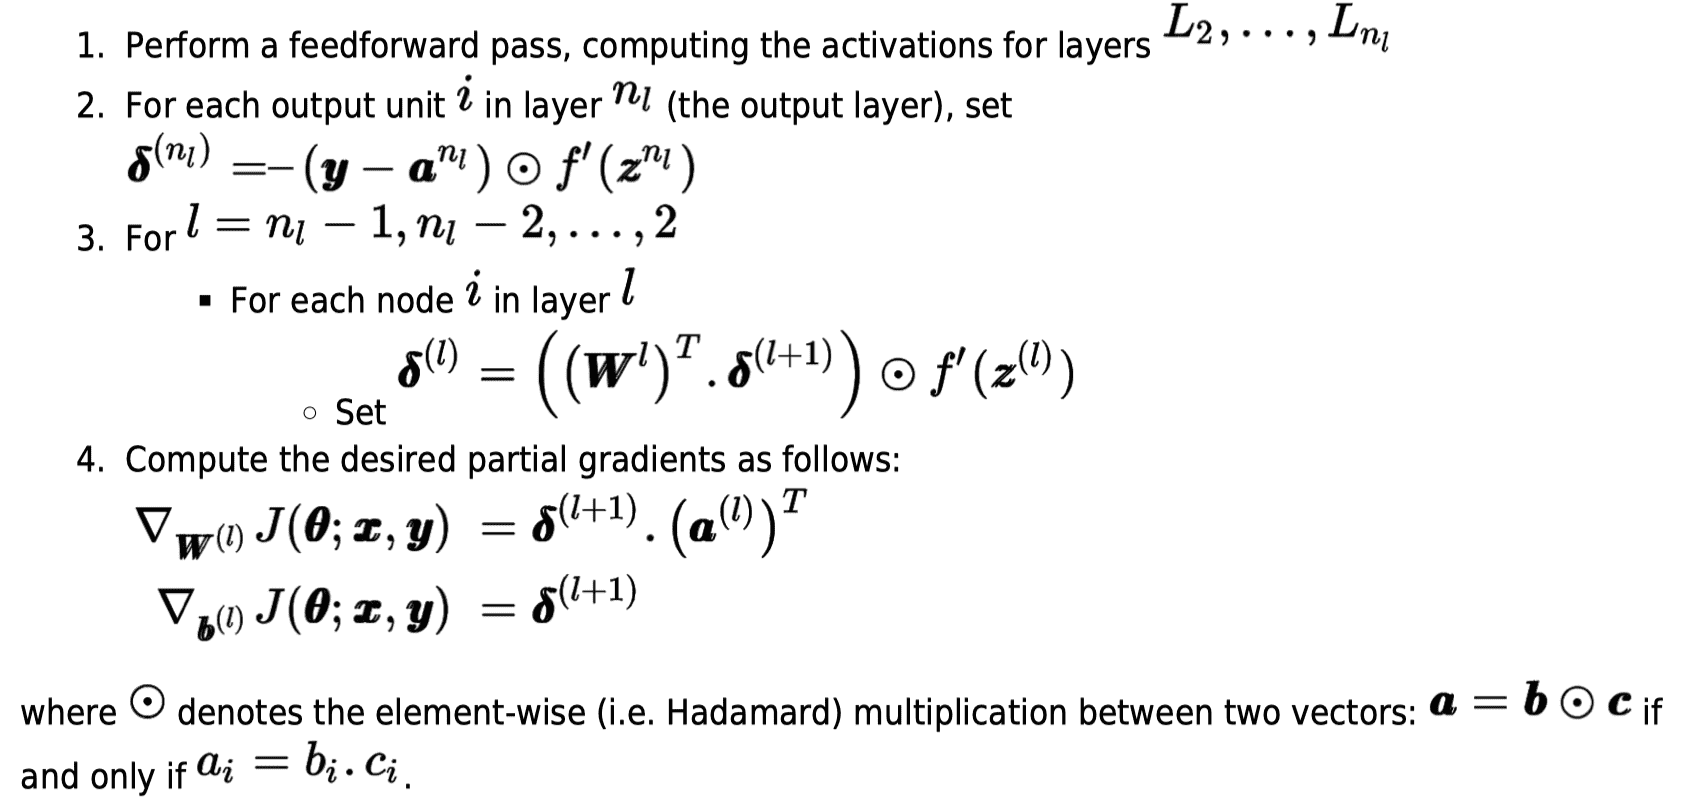 1. Perform a feedforward pass, computing the activations for layers $L_2, \ldots, L_{n_l}$
2. For each output unit $i$ in layer $n_l$ (the output layer), set
$\boldsymbol{\delta}^{(n_l)} = -(\boldsymbol{y} - \boldsymbol{a}^{n_l}) \odot f'(\boldsymbol{z}^{n_l})$
3. For $l = n_l - 1, n_l - 2, \ldots, 2$
▪ For each node $i$ in layer $l$
○ Set $\boldsymbol{\delta}^{(l)} = \left( (\boldsymbol{W}^l)^T . \boldsymbol{\delta}^{(l+1)} \right) \odot f'(\boldsymbol{z}^{(l)})$
4. Compute the desired partial gradients as follows:
$\nabla_{\boldsymbol{W}^{(l)}} J(\boldsymbol{\theta}; \boldsymbol{x}, \boldsymbol{y}) = \boldsymbol{\delta}^{(l+1)} . \left( \boldsymbol{a}^{(l)} \right)^T$
$\nabla_{\boldsymbol{b}^{(l)}} J(\boldsymbol{\theta}; \boldsymbol{x}, \boldsymbol{y}) = \boldsymbol{\delta}^{(l+1)}$
where $\odot$ denotes the element-wise (i.e. Hadamard) multiplication between two vectors: $\boldsymbol{a} = \boldsymbol{b} \odot \boldsymbol{c}$ if
and only if $a_i = b_i . c_i$.